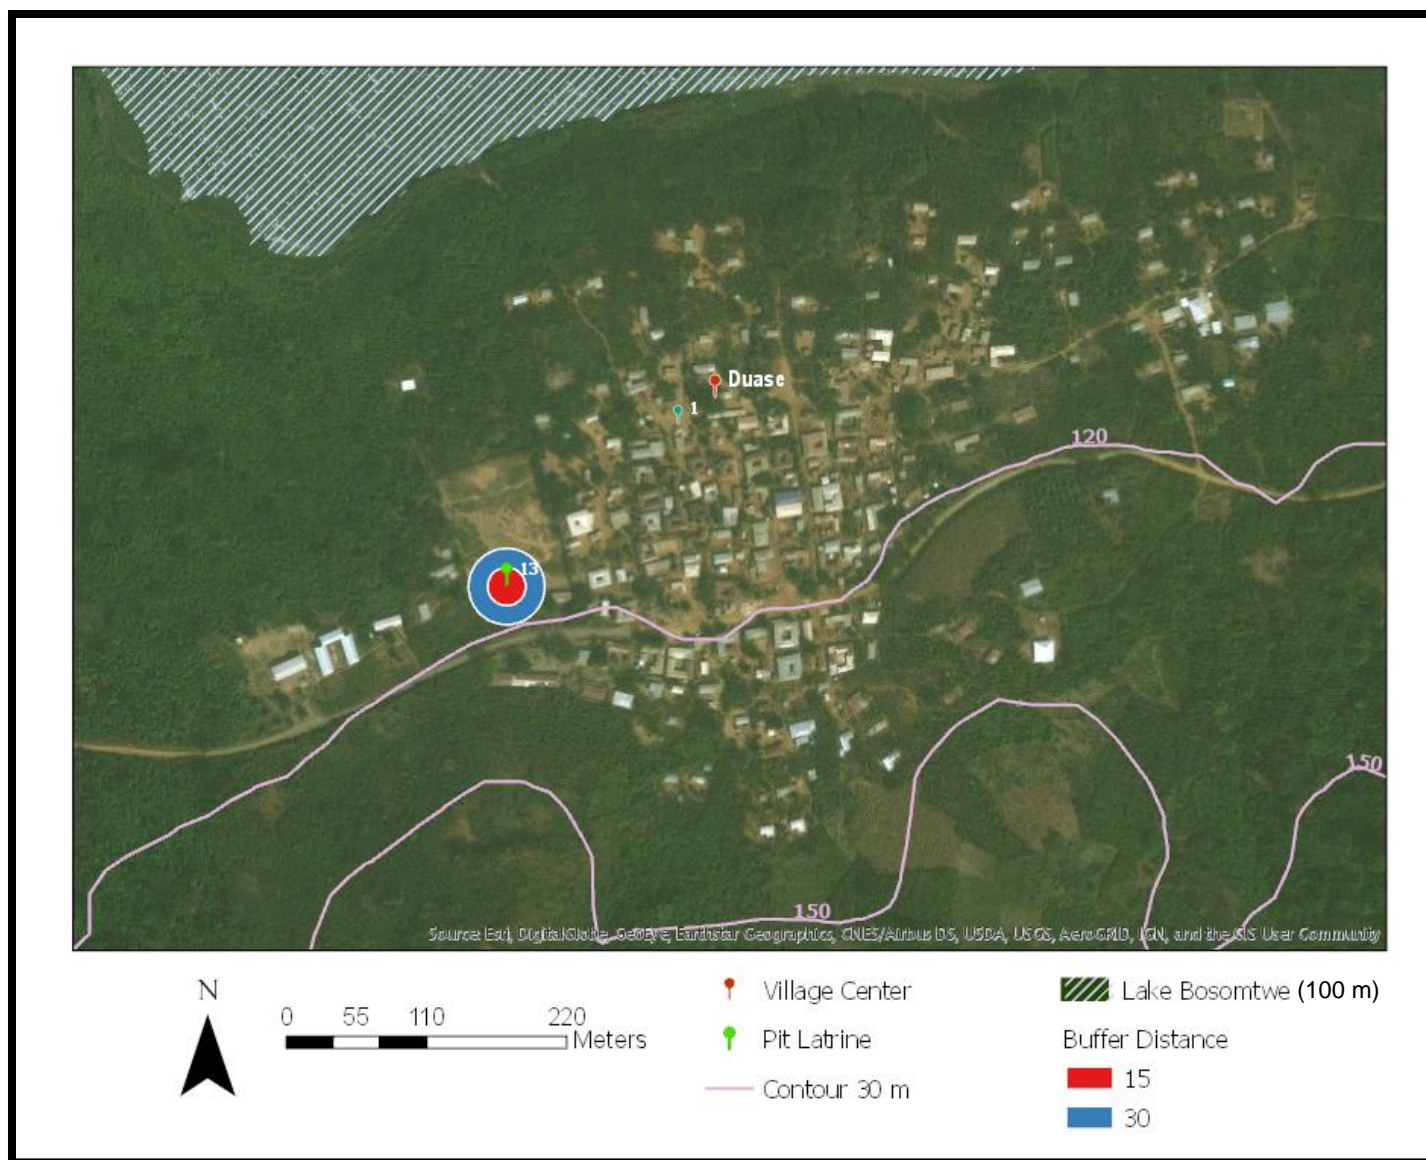 Duase
1
120
13
150
150
Source: Esri, DigitalGlobe, GeoEye, Earthstar Geographics, CNES/Airbus DS, USDA, USGS, AeroGRID, IGN, and the GIS User Community
N
0 55 110 220
Meters
Village Center
Pit Latrine
Contour 30 m
Lake Bosomtwe (100 m)
Buffer Distance
15
30